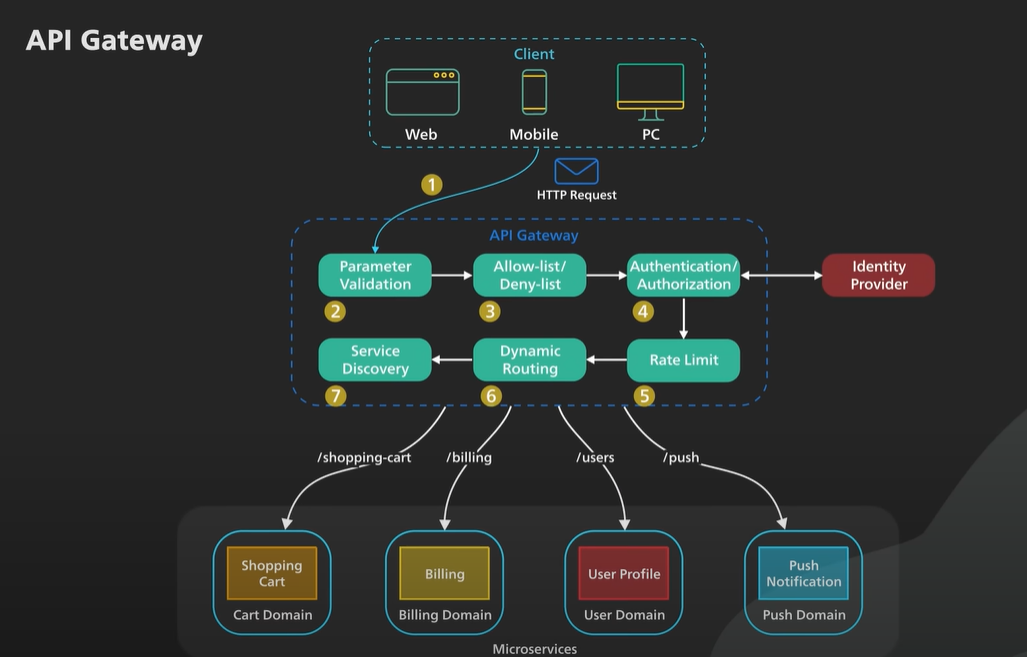 API Gateway
Client
Web
Mobile
PC
1
HTTP Request
API Gateway
Parameter
Validation
Allow-list/
Deny-list
Authentication/
Authorization
Identity
Provider
2
3
4
Service
Discovery
Dynamic
Routing
Rate Limit
7
6
5
/shopping-cart
/billing
/users
/push
Shopping
Cart
Billing
User Profile
Push
Notification
Cart Domain
Billing Domain
User Domain
Push Domain
Microservices